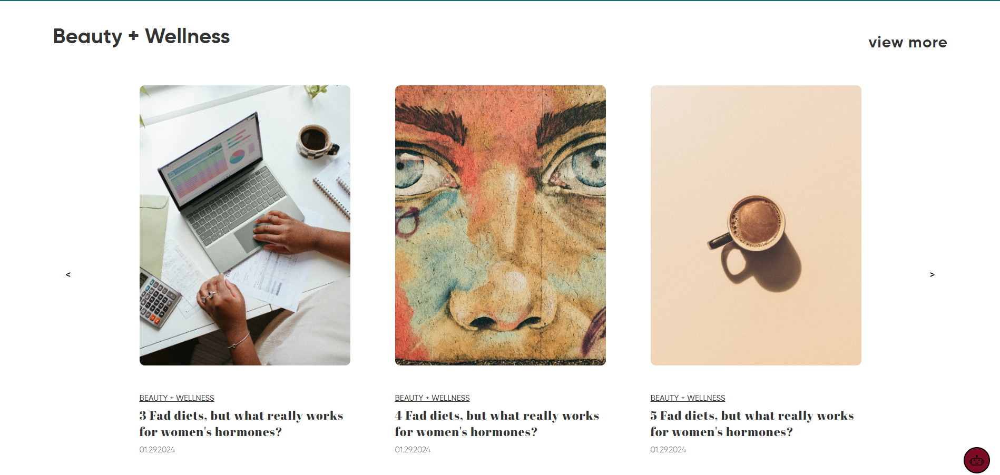 Beauty + Wellness
view more
<
>
BEAUTY + WELLNESS
3 Fad diets, but what really works
for women's hormones?
01.29.2024
BEAUTY + WELLNESS
4 Fad diets, but what really works
for women's hormones?
01.29.2024
BEAUTY + WELLNESS
5 Fad diets, but what really works
for women's hormones?
01.29.2024